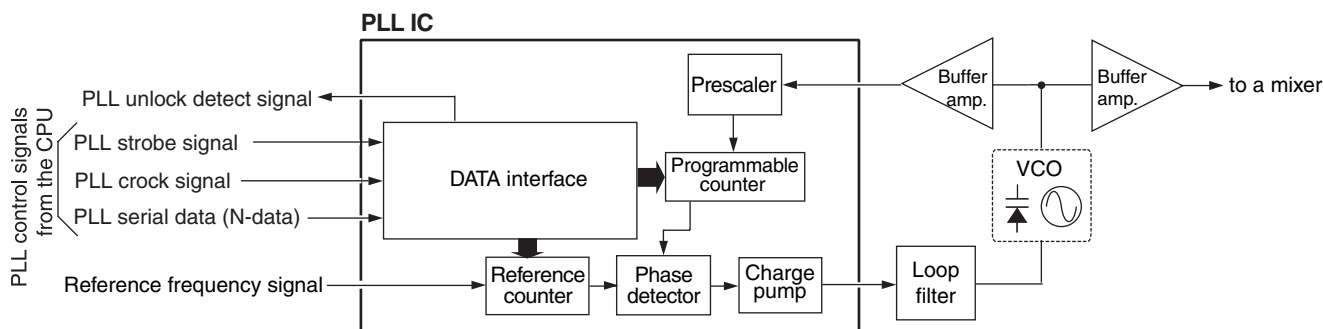 PLL IC
PLL control signals
from the CPU
PLL unlock detect signal
PLL strobe signal
PLL crock signal
PLL serial data (N-data)
Reference frequency signal
DATA interface
Prescaler
Programmable
counter
Reference
counter
Phase
detector
Charge
pump
Loop
filter
VCO
Buffer
amp.
Buffer
amp.
to a mixer